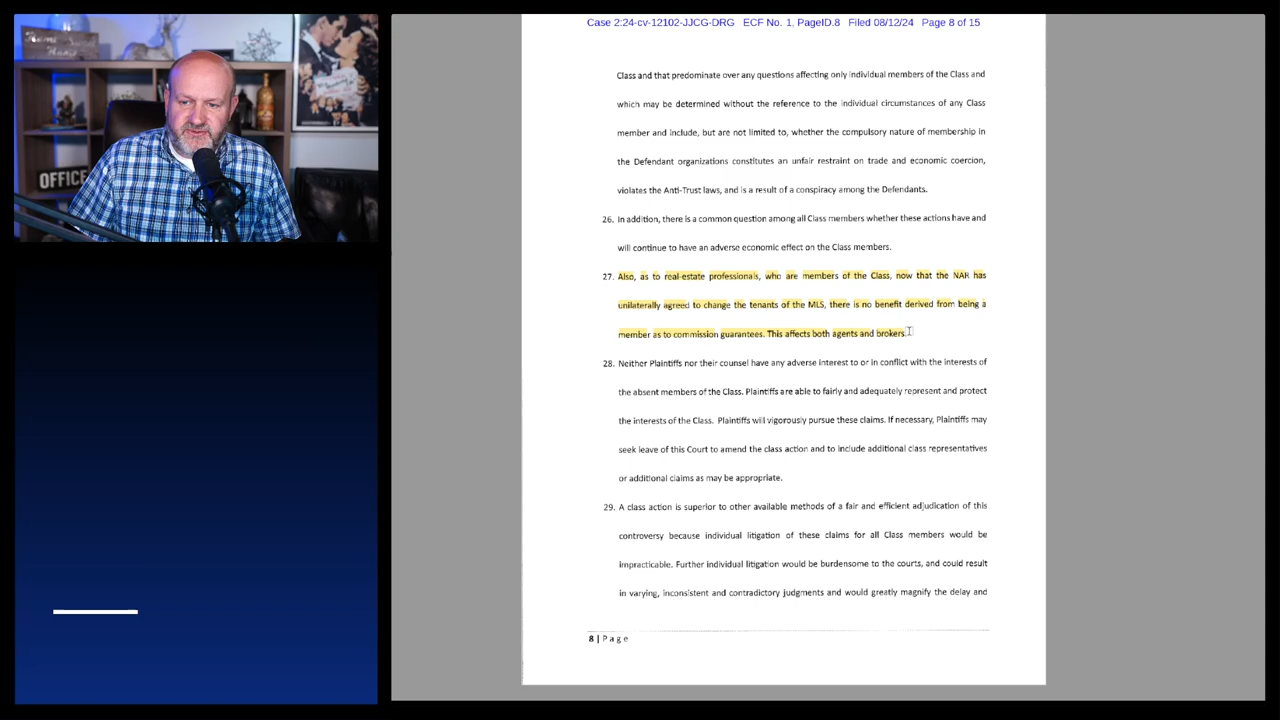 Case 2:24-cv-12102-JJCG-DRG ECF No. 1, PageID.8 Filed 08/12/24 Page 8 of 15
OFFICE
Class and that predominate over any questions affecting only individual members of the Class and
which may be determined without the reference to the individual circumstances of any Class
member and include, but are not limited to, whether the compulsory nature of membership in
the Defendant organizations constitutes an unfair restraint on trade and economic coercion,
violates the Anti-Trust laws, and is a result of a conspiracy among the Defendants.
26. In addition, there is a common question among all Class members whether these actions have and
will continue to have an adverse economic effect on the Class members.
27. Also, as to real-estate professionals, who are members of the Class, now that the NAR has
unilaterally agreed to change the tenants of the MLS, there is no benefit derived from being a
member as to commission guarantees. This affects both agents and brokers.
28. Neither Plaintiffs nor their counsel have any adverse interest to or in conflict with the interests of
the absent members of the Class. Plaintiffs are able to fairly and adequately represent and protect
the interests of the Class. Plaintiffs will vigorously pursue these claims. If necessary, Plaintiffs may
seek leave of this Court to amend the class action and to include additional class representatives
or additional claims as may be appropriate.
29. A class action is superior to other available methods of a fair and efficient adjudication of this
controversy because individual litigation of these claims for all Class members would be
impracticable. Further individual litigation would be burdensome to the courts, and could result
in varying, inconsistent and contradictory judgments and would greatly magnify the delay and
8 | Page